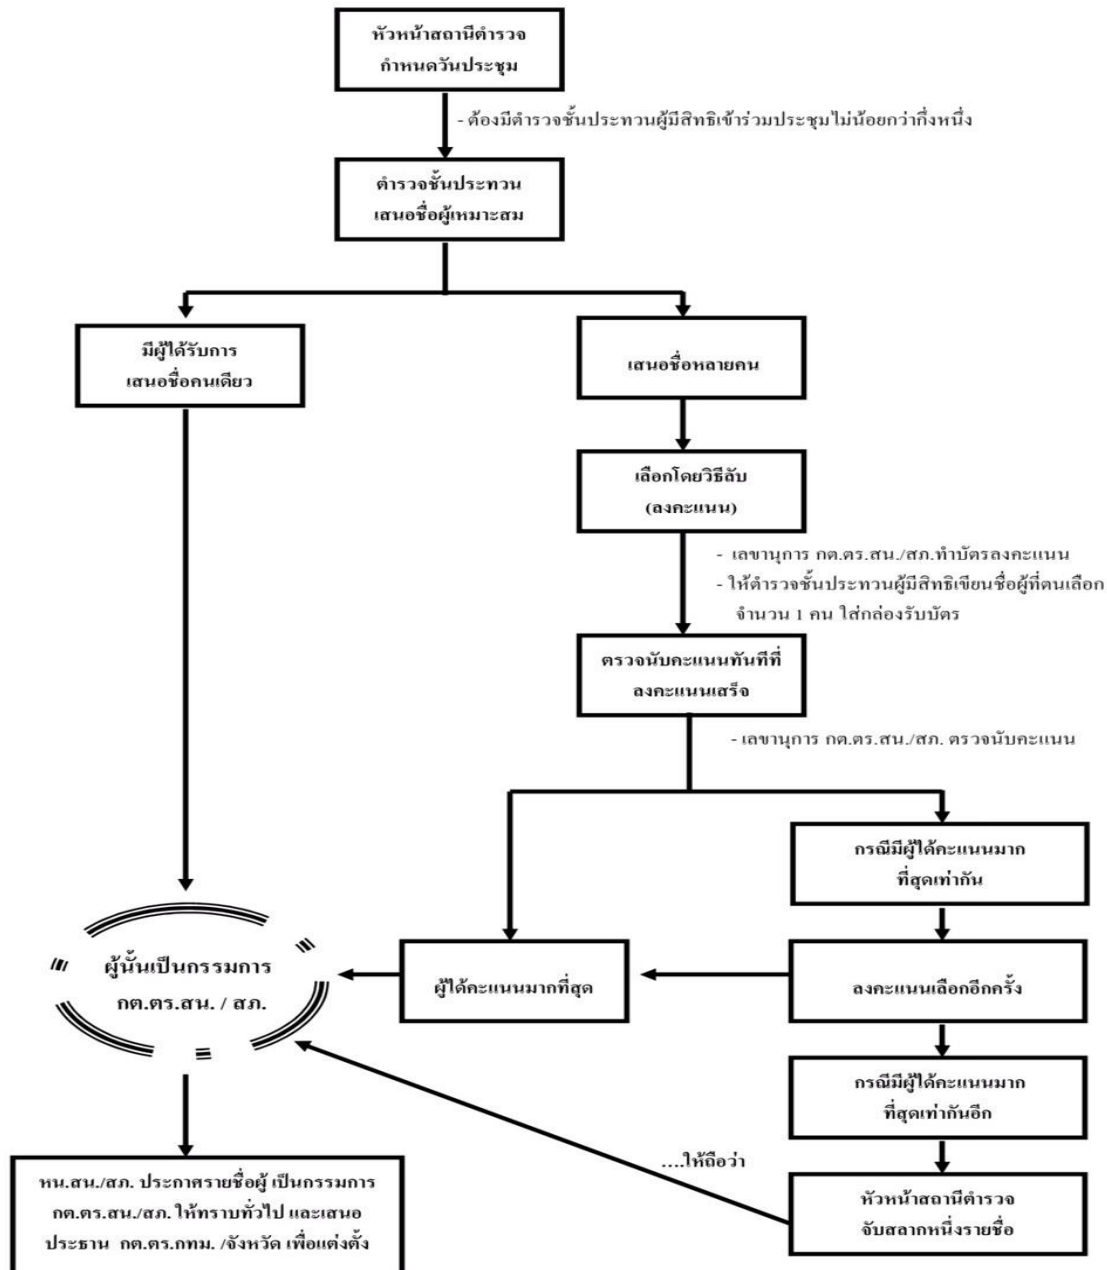 หัวหน้าสถานีตำรวจ
กำหนดวันประชุม
- ต้องมีตำรวจชั้นประทวนผู้มีสิทธิเข้าร่วมประชุมไม่น้อยกว่ากึ่งหนึ่ง
ตำรวจชั้นประทวน
เสนอชื่อผู้เหมาะสม
มีผู้ได้รับการ
เสนอชื่อคนเดียว
เสนอชื่อหลายคน
เลือกโดยวิธีลับ
(ลงคะแนน)
- เลขานุการ กต.ตร.สน./สภ.ทำบัตรลงคะแนน
- ให้ตำรวจชั้นประทวนผู้มีสิทธิเขียนชื่อผู้ที่ตนเลือก
จำนวน 1 คน ใส่กล่องรับบัตร
ตรวจนับคะแนนทันทีที่
ลงคะแนนเสร็จ
- เลขานุการ กต.ตร.สน./สภ. ตรวจนับคะแนน
กรณีมีผู้ได้คะแนนมาก
ที่สุดเท่ากัน
ผู้นั้นเป็นกรรมการ
กต.ตร.สน. / สภ.
ผู้ได้คะแนนมากที่สุด
ลงคะแนนเลือกอีกครั้ง
กรณีมีผู้ได้คะแนนมาก
ที่สุดเท่ากันอีก
....ให้ถือว่า
หัวหน้าสถานีตำรวจ
จับสลากหนึ่งรายชื่อ
หน.สน./สภ. ประกาศรายชื่อผู้ เป็นกรรมการ
กต.ตร.สน./สภ. ให้ทราบทั่วไป และเสนอ
ประธาน กต.ตร.กทม. /จังหวัด เพื่อแต่งตั้ง